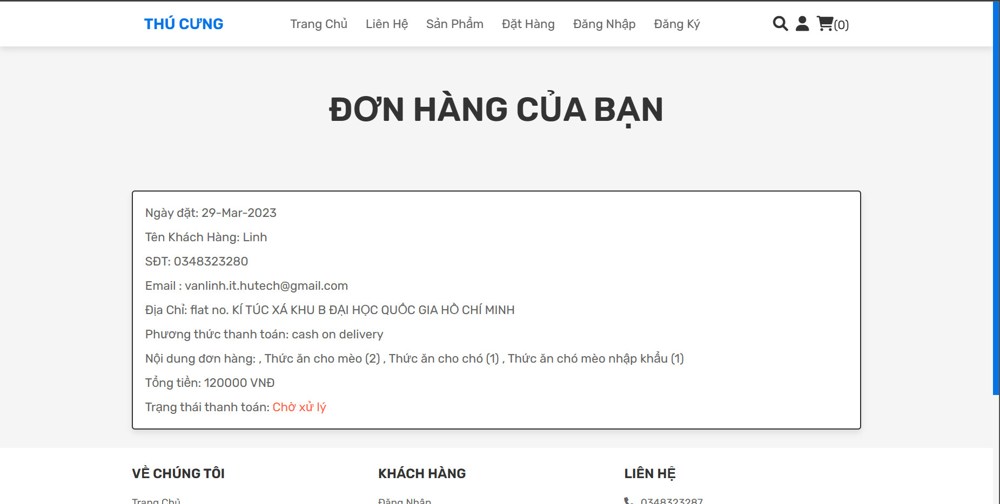 THÚ CƯNG
Trang Chủ Liên Hệ Sản Phẩm Đặt Hàng Đăng Nhập Đăng Ký
(0)
ĐƠN HÀNG CỦA BẠN
Ngày đặt: 29-Mar-2023
Tên Khách Hàng: Linh
SĐT: 0348323280
Email : vanlinh.it.hutech@gmail.com
Địa Chỉ: flat no. KÍ TÚC XÁ KHU B ĐẠI HỌC QUỐC GIA HỒ CHÍ MINH
Phương thức thanh toán: cash on delivery
Nội dung đơn hàng: , Thức ăn cho mèo (2) , Thức ăn cho chó (1) , Thức ăn chó mèo nhập khẩu (1)
Tổng tiền: 120000 VNĐ
Trạng thái thanh toán: Chờ xử lý
VỀ CHÚNG TÔI
KHÁCH HÀNG
LIÊN HỆ
Trang Chủ
Đăng Nhập
0348323287